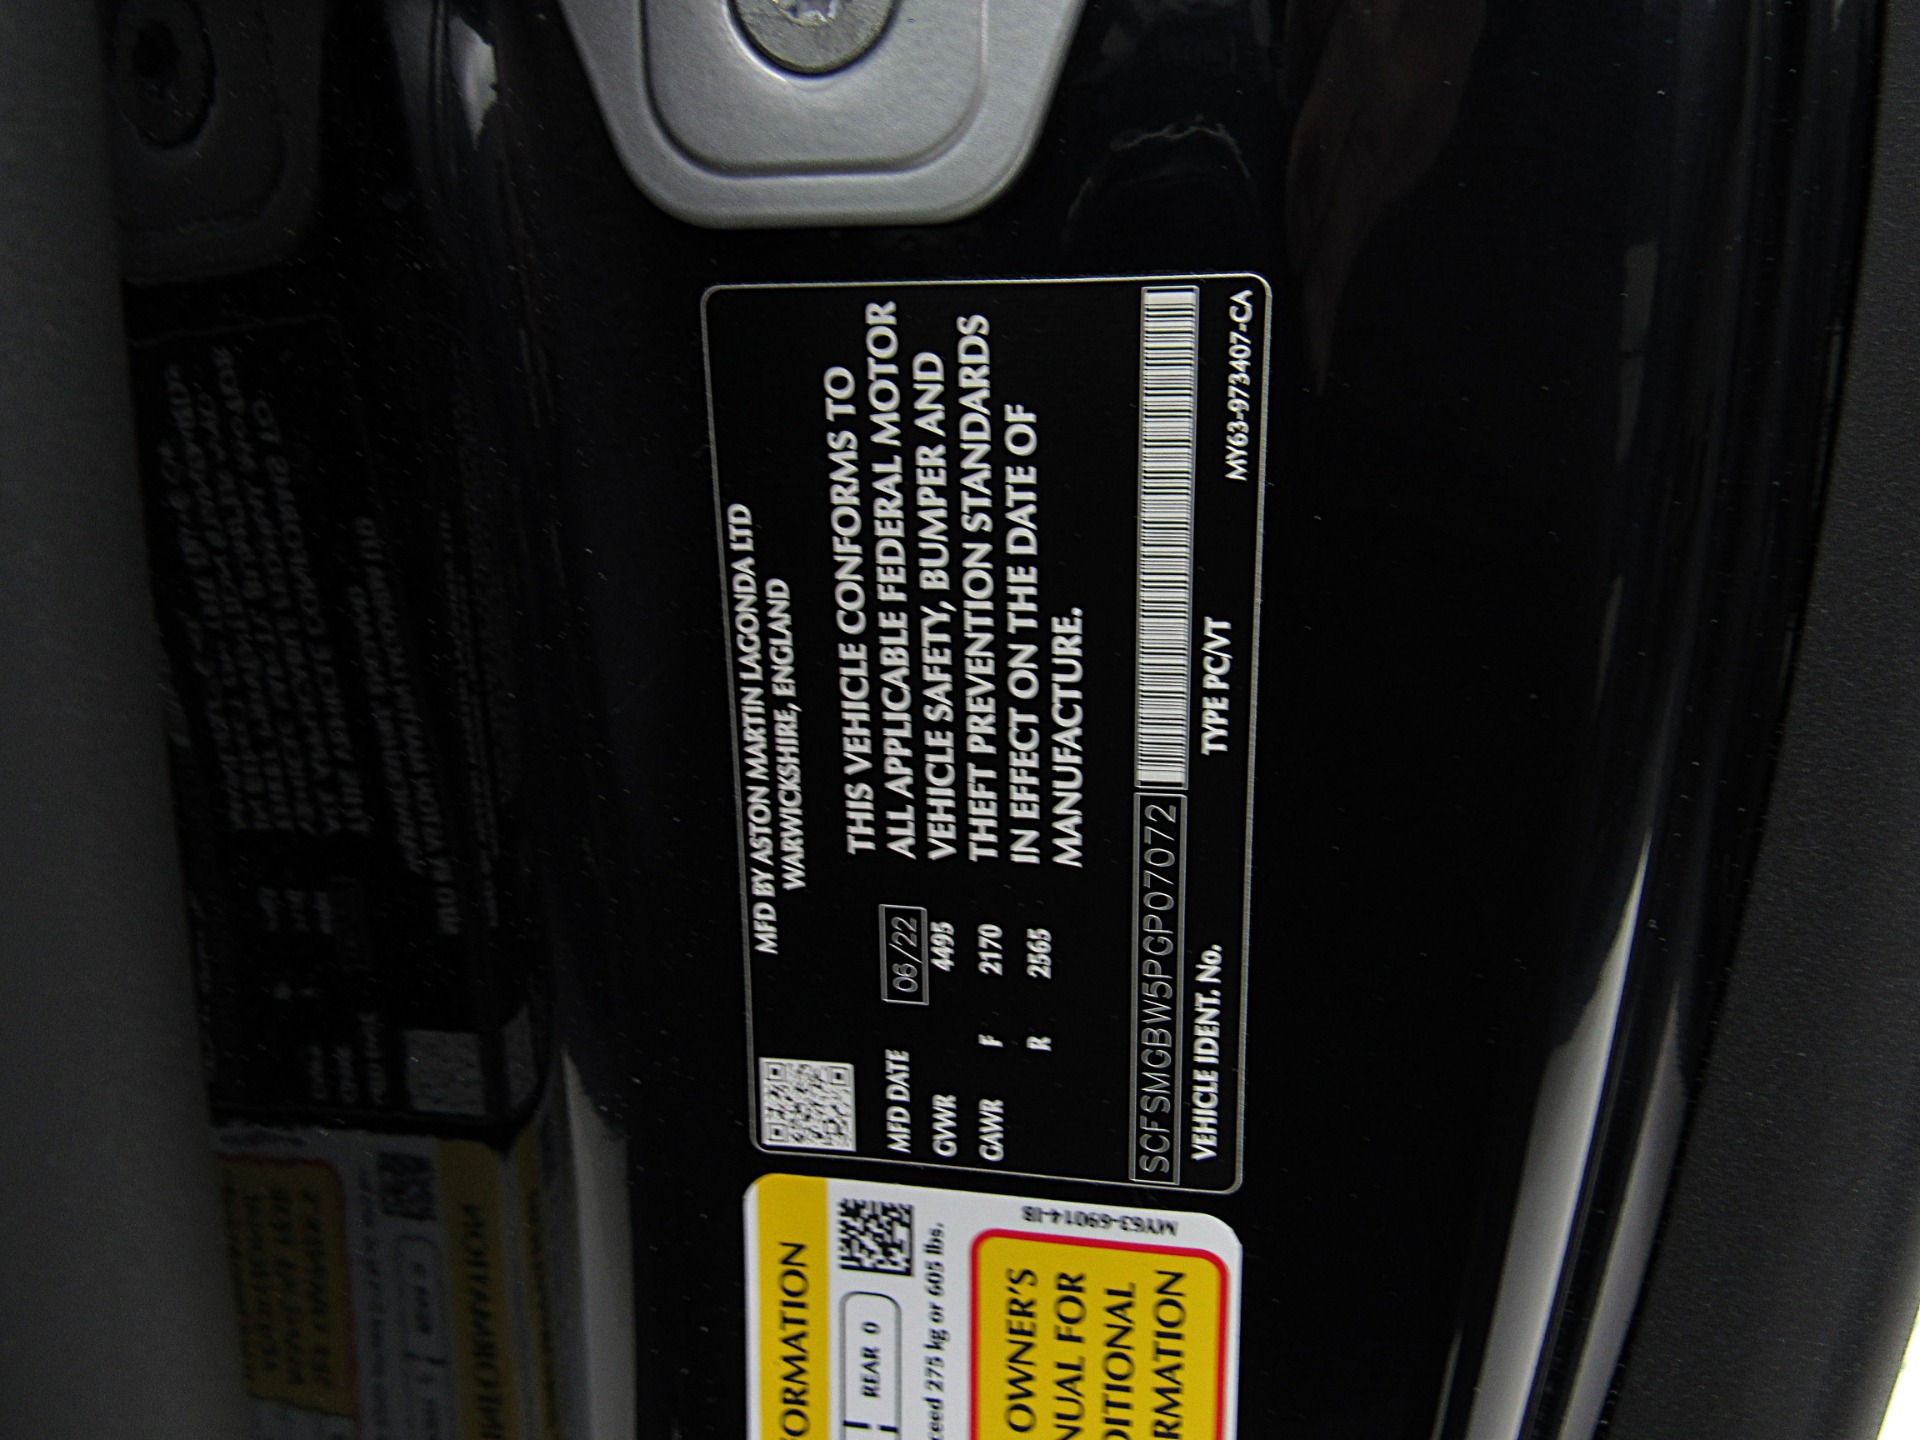 MFD BY ASTON MARTIN LAGONDA LTD
WARWICKSHIRE, ENGLAND
MFD DATE 06/22
GVWR 4495
GAWR F 2170
R 2565
THIS VEHICLE CONFORMS TO
ALL APPLICABLE FEDERAL MOTOR
VEHICLE SAFETY, BUMPER AND
THEFT PREVENTION STANDARDS
IN EFFECT ON THE DATE OF
MANUFACTURE.
SCFSMGBW5PGP07072
VEHICLE IDENT. No. TYPE PC/VT MY63-973407-CA
ORMATION
REAR 0
ceed 275 kg or 605 lbs.
MY63-69014-IB
OWNER'S
NUAL FOR
DITIONAL
RMATION